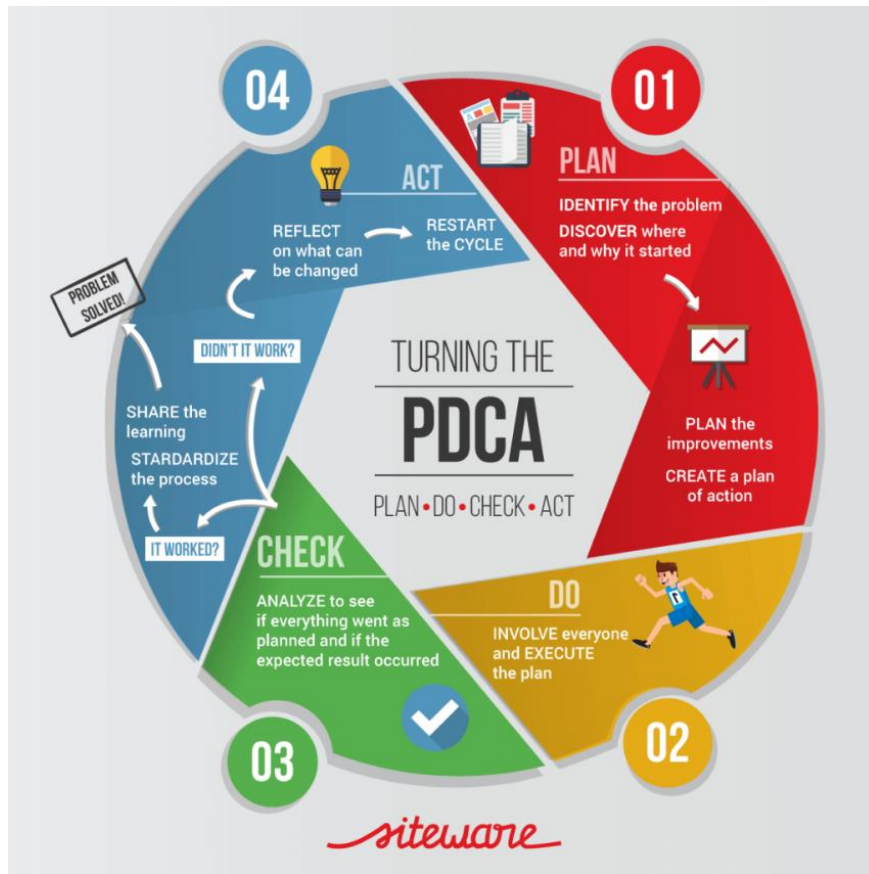 01
PLAN
IDENTIFY the problem
DISCOVER where
and why it started
PLAN the
improvements
CREATE a plan
of action
02
DO
INVOLVE everyone
and EXECUTE
the plan
03
CHECK
ANALYZE to see
if everything went as
planned and if the
expected result occurred
04
ACT
IT WORKED?
STARDARDIZE
the process
SHARE the
learning
PROBLEM
SOLVED!
DIDN'T IT WORK?
REFLECT
on what can
be changed
RESTART
the CYCLE
TURNING THE
PDCA
PLAN • DO • CHECK • ACT
siteware